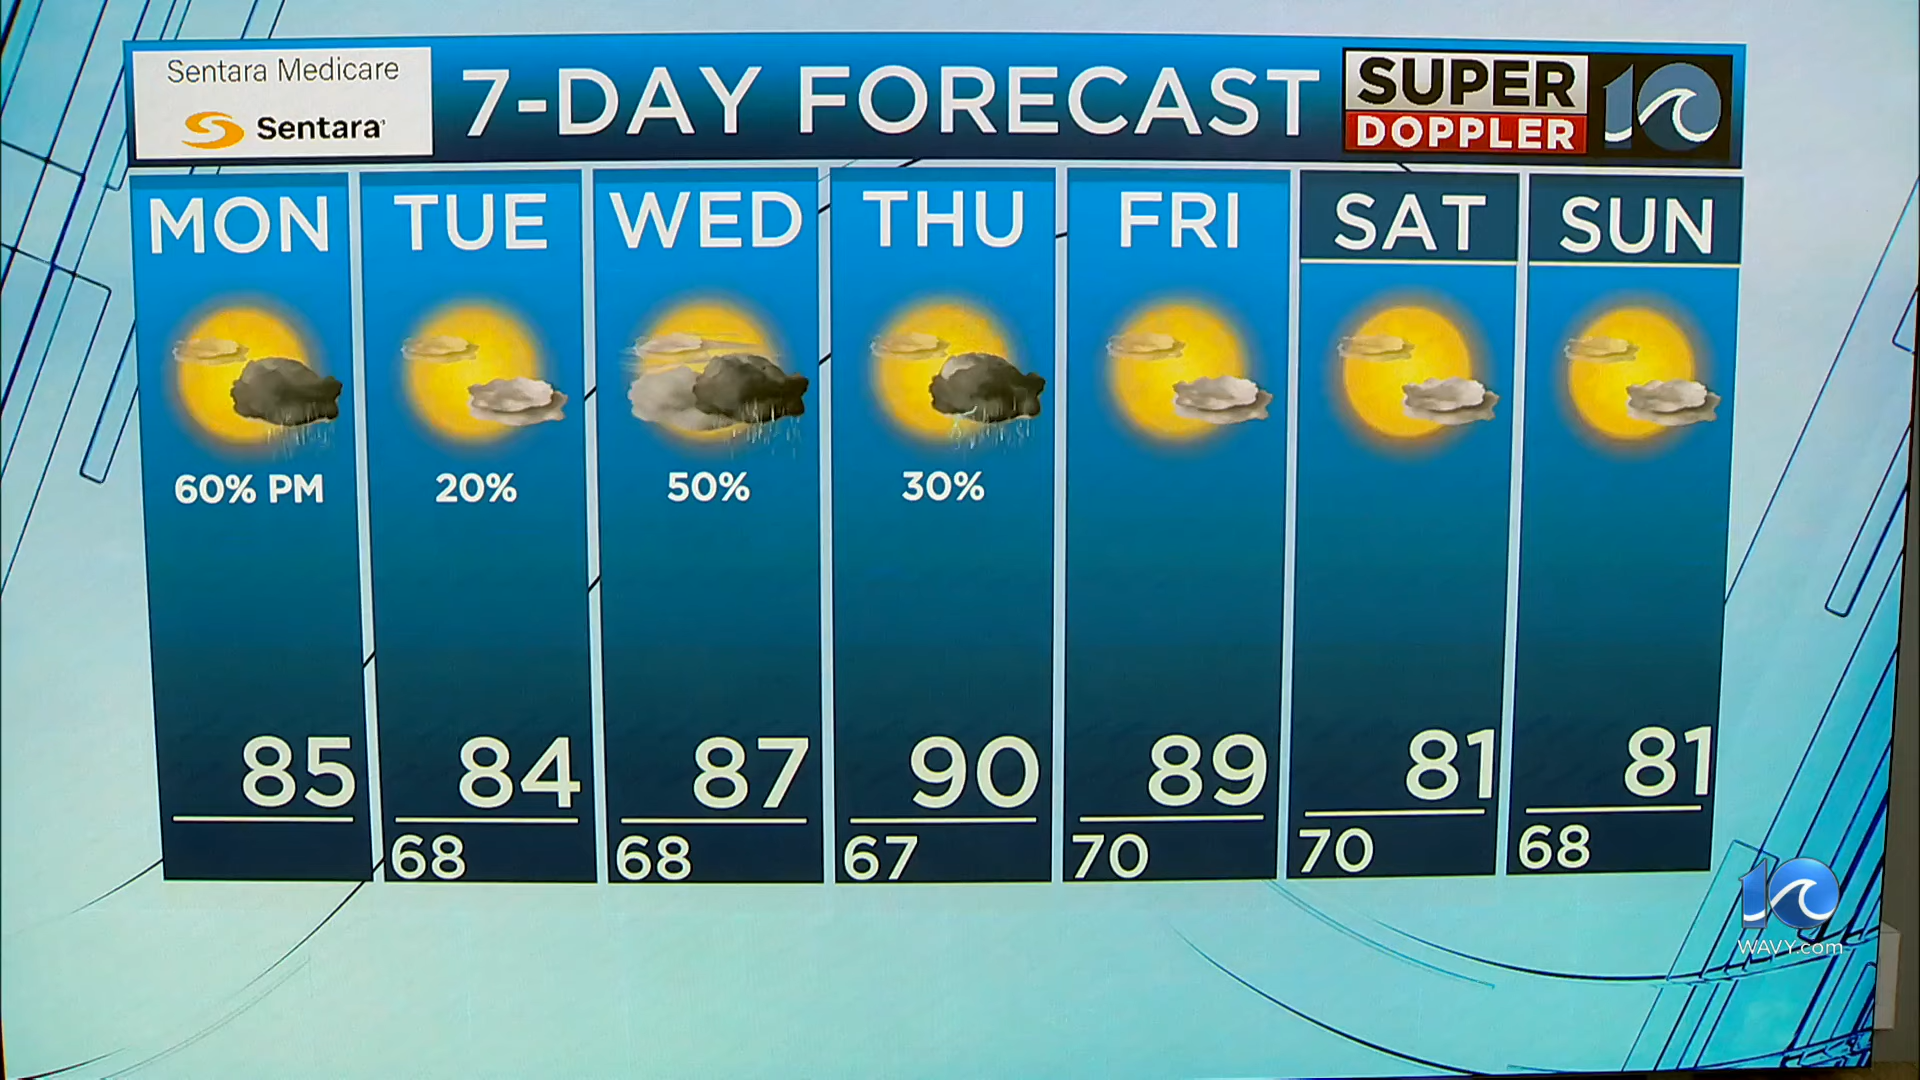 Sentara Medicare
Sentara
7-DAY FORECAST
SUPER
DOPPLER
10
MON
TUE
WED
THU
FRI
SAT
SUN
60% PM
20%
50%
30%
85
84
87
90
89
81
81
68
68
67
70
70
68
10
WAVY.com